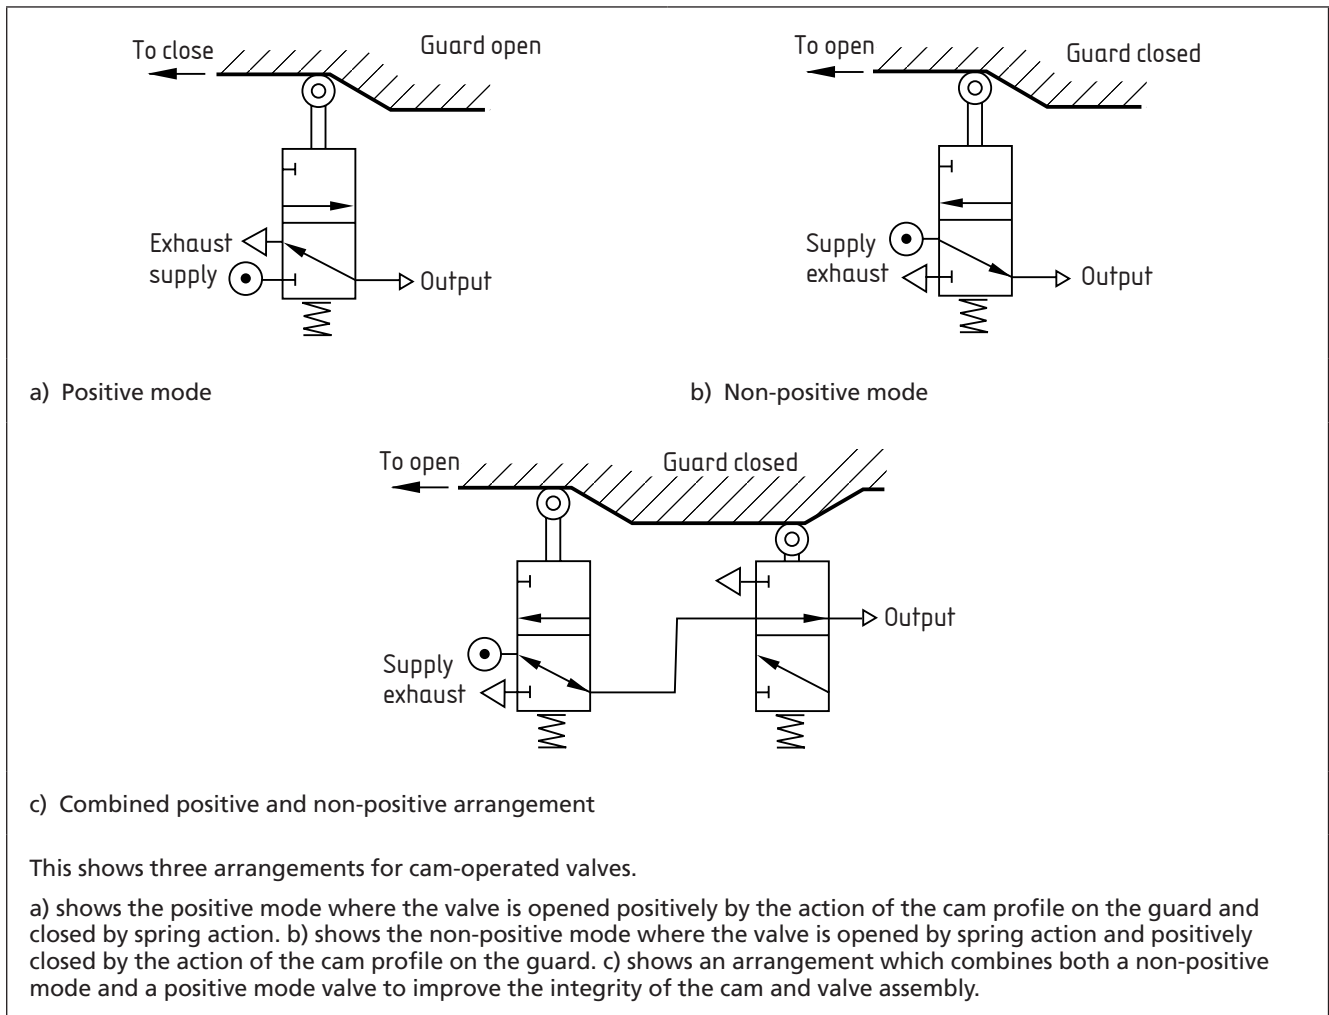 To close
Guard open
Exhaust
supply
Output
a) Positive mode
To open
Guard closed
Supply
exhaust
Output
b) Non-positive mode
To open
Guard closed
Output
Supply
exhaust
c) Combined positive and non-positive arrangement
This shows three arrangements for cam-operated valves.
a) shows the positive mode where the valve is opened positively by the action of the cam profile on the guard and
closed by spring action. b) shows the non-positive mode where the valve is opened by spring action and positively
closed by the action of the cam profile on the guard. c) shows an arrangement which combines both a non-positive
mode and a positive mode valve to improve the integrity of the cam and valve assembly.